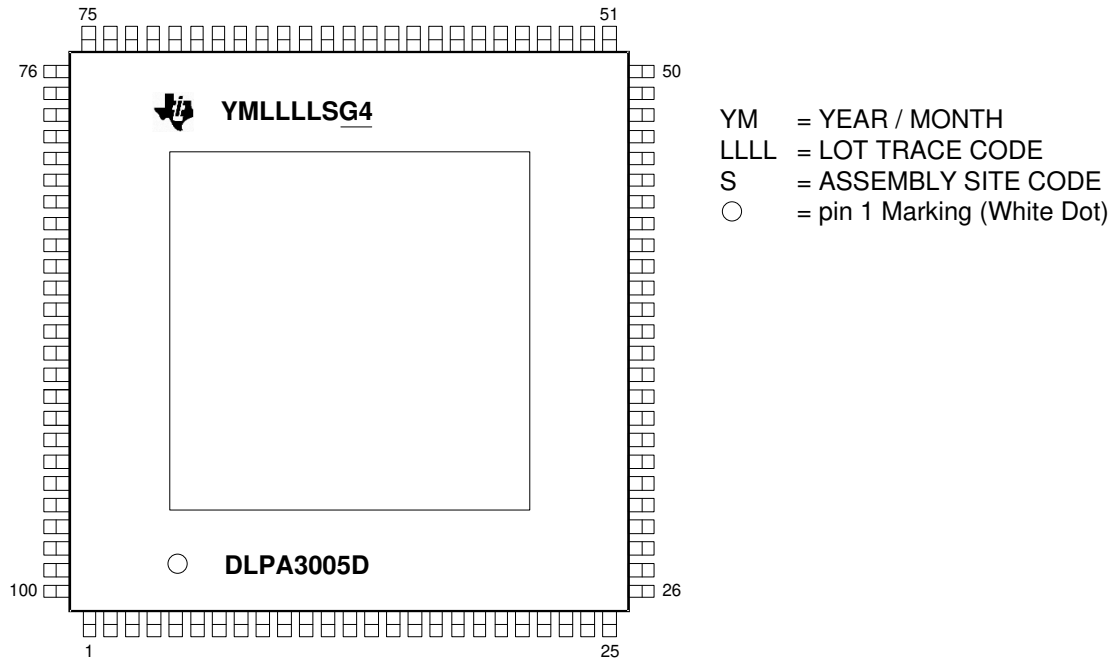 75 51
76 50
YMLLLLSG4
YM = YEAR / MONTH
LLLL = LOT TRACE CODE
S = ASSEMBLY SITE CODE
= pin 1 Marking (White Dot)
DLPA3005D
100 26
1 25